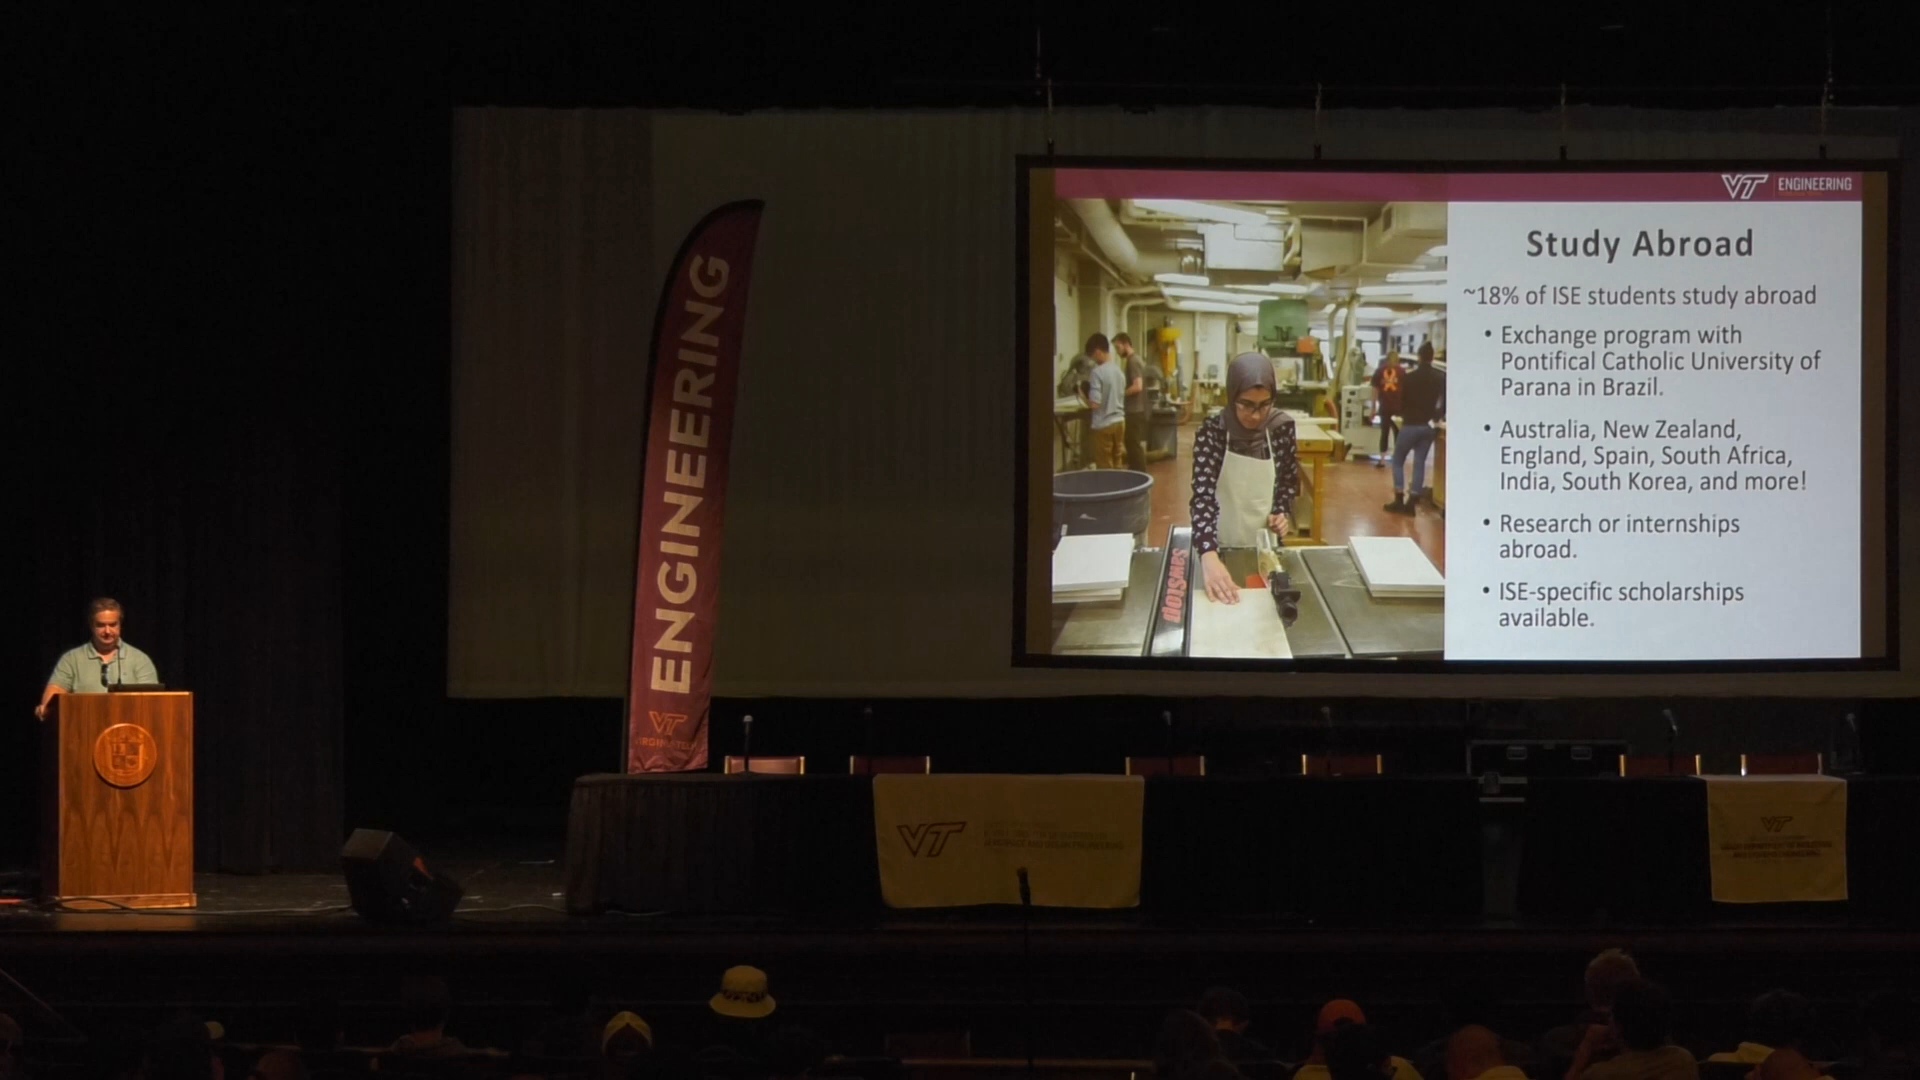 VT ENGINEERING
Study Abroad
~18% of ISE students study abroad
• Exchange program with
Pontifical Catholic University of
Parana in Brazil.
• Australia, New Zealand,
England, Spain, South Africa,
India, South Korea, and more!
• Research or internships
abroad.
• ISE-specific scholarships
available.
SAWSTOP
ENGINEERING
VT
VIRGINIA TECH
VT
VT